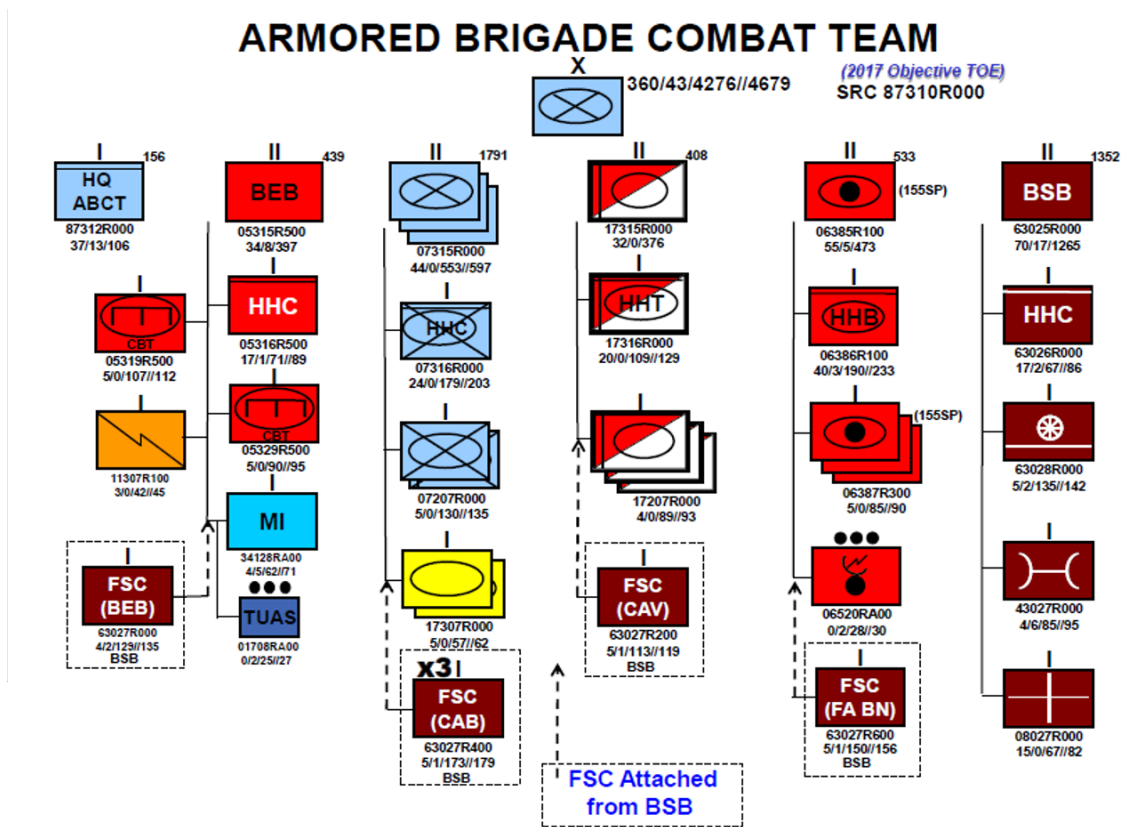 ARMORED BRIGADE COMBAT TEAM
(2017 Objective TOE)
X
360/43/4276//4679
SRC 87310R000
I
156
HQ
ABCT
87312R000
37/13/106
II
439
BEB
05315R500
34/8/397
I
HHC
05316R500
17/1/71//89
I
CBT
05319R500
5/0/107//112
I
CBT
05329R500
5/0/90//95
I
11307R100
3/0/42//45
I
MI
34128RA00
4/5/62//71
TUAS
01708RA00
0/2/25//27
I
FSC
(BEB)
63027R000
4/2/129//135
BSB
II
1791
07315R000
44/0/553//597
I
HHC
07316R000
24/0/179//203
I
07207R000
5/0/130//135
I
17307R000
5/0/57//62
x3 I
FSC
(CAB)
63027R400
5/1/173//179
BSB
II
408
17315R000
32/0/376
I
HHT
17316R000
20/0/109//129
I
17207R000
4/0/89//93
I
FSC
(CAV)
63027R200
5/1/113//119
BSB
FSC Attached
from BSB
II
533
(155SP)
06385R100
55/5/473
I
HHB
06386R100
40/3/190//233
I
(155SP)
06387R300
5/0/85//90
06520RA00
0/2/28//30
I
FSC
(FA BN)
63027R600
5/1/150//156
BSB
II
1352
BSB
63025R000
70/17/1265
I
HHC
63026R000
17/2/67//86
I
63028R000
5/2/135//142
I
43027R000
4/6/85//95
I
08027R000
15/0/67//82